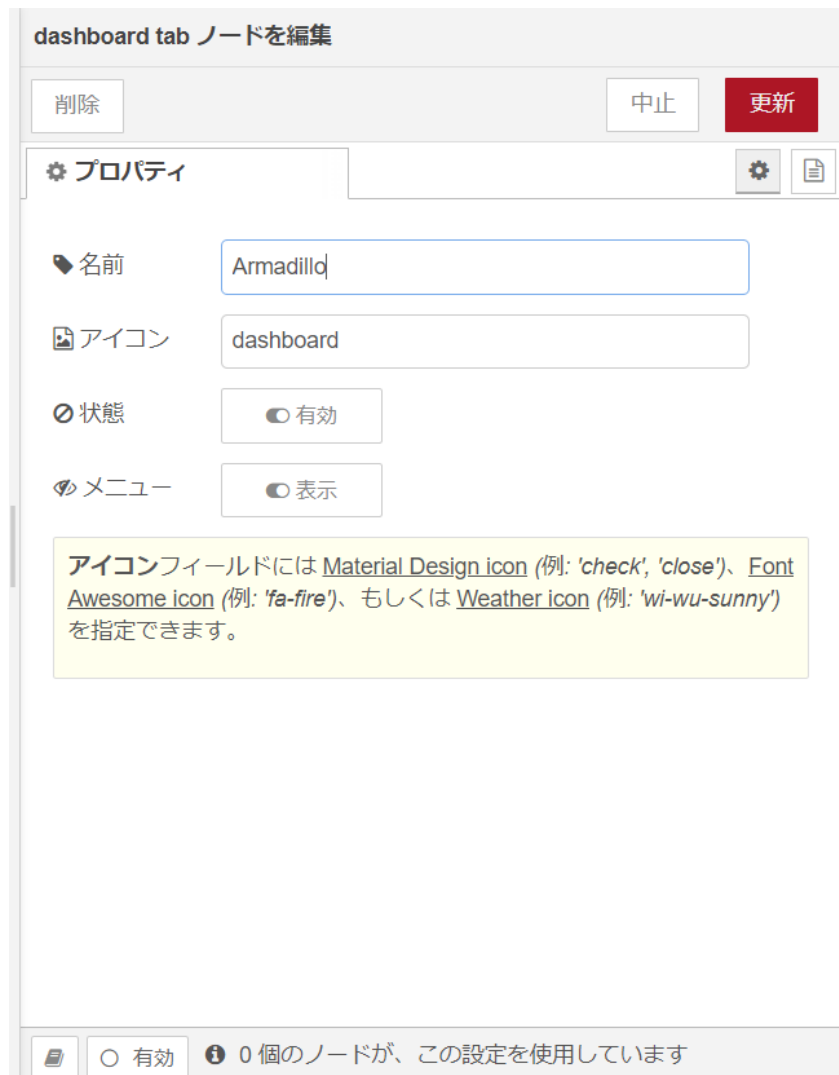 dashboard tab ノードを編集
削除 中止 更新
プロパティ
名前 Armadillo
アイコン dashboard
状態 有効
メニュー 表示
アイコンフィールドには Material Design icon (例: 'check', 'close')、Font
Awesome icon (例: 'fa-fire')、もしくは Weather icon (例: 'wi-wu-sunny')
を指定できます。
有効 0 個のノードが、この設定を使用しています